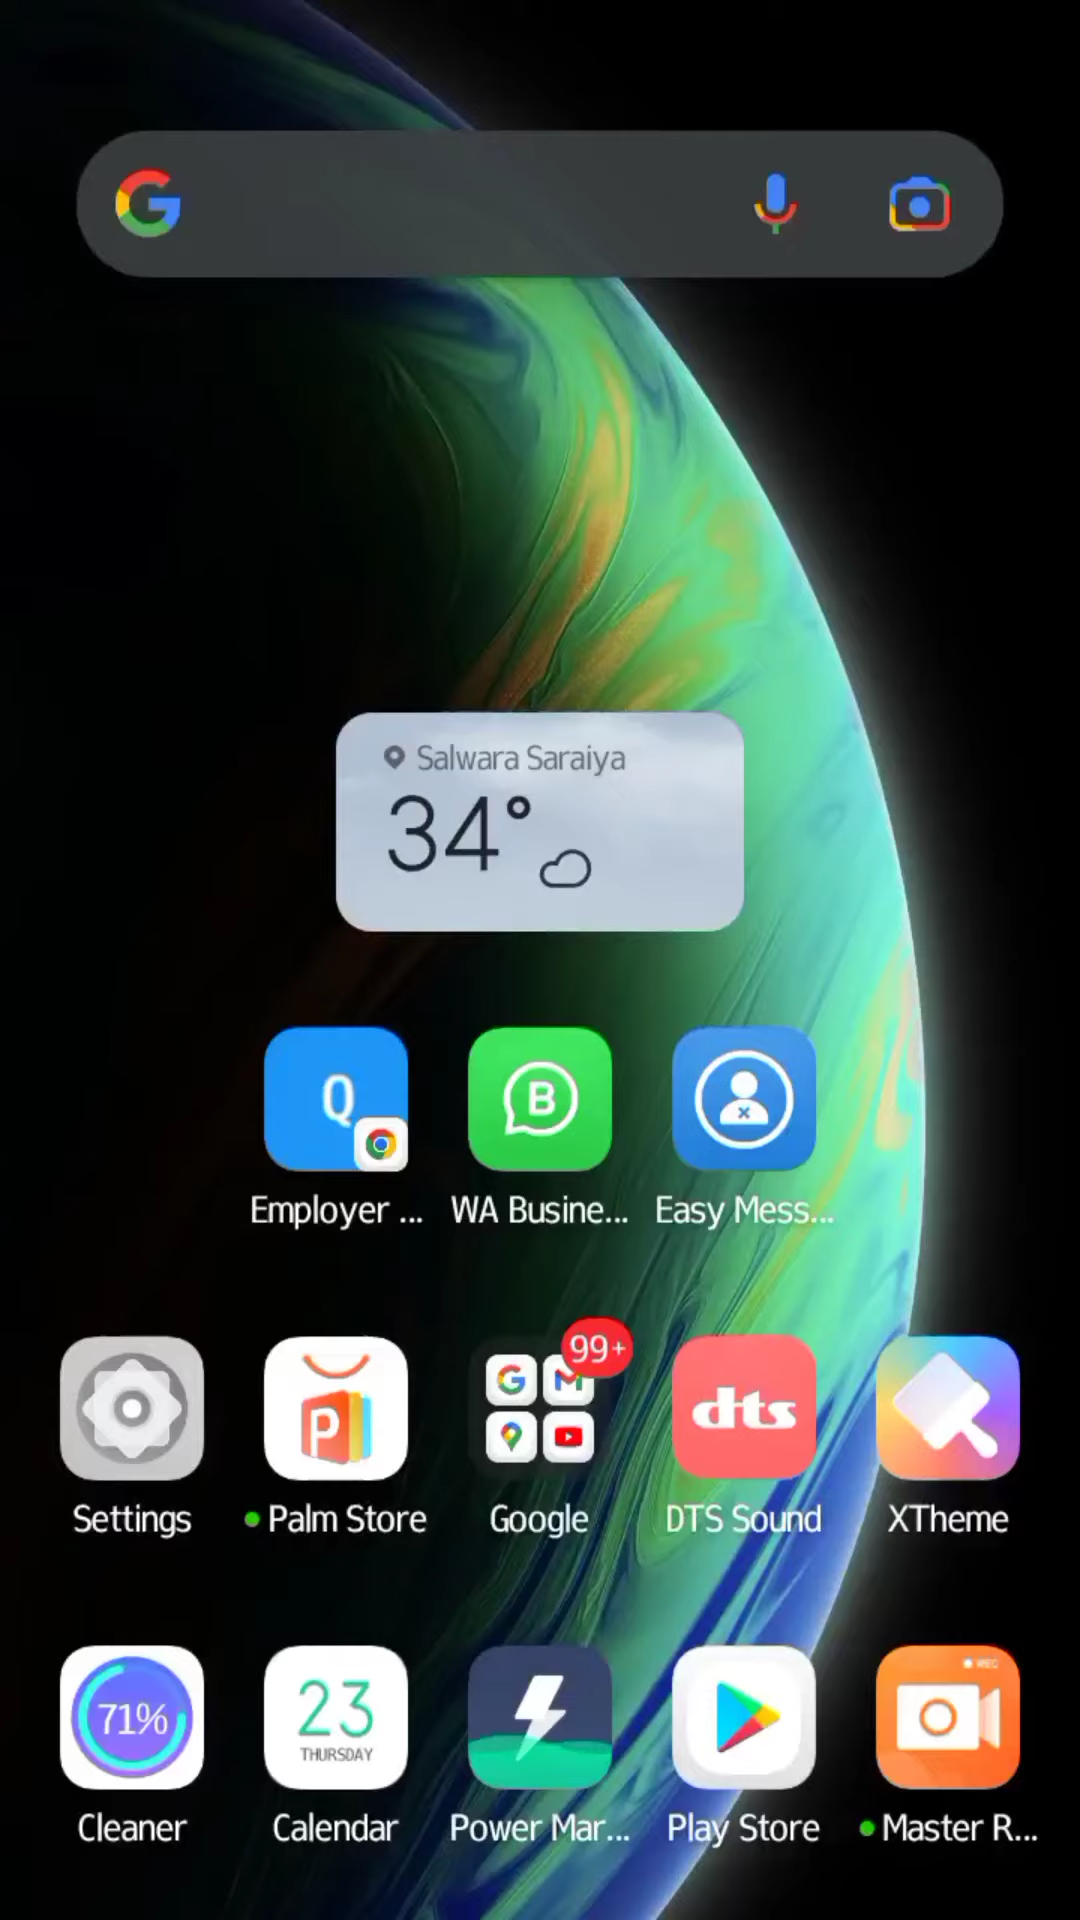 Salwara Saraiya
34°
Q
B
Employer ...
WA Busine...
Easy Mess...
99+
dts
Settings
Palm Store
Google
DTS Sound
XTheme
REC
71%
23
THURSDAY
Cleaner
Calendar
Power Mar...
Play Store
Master R...